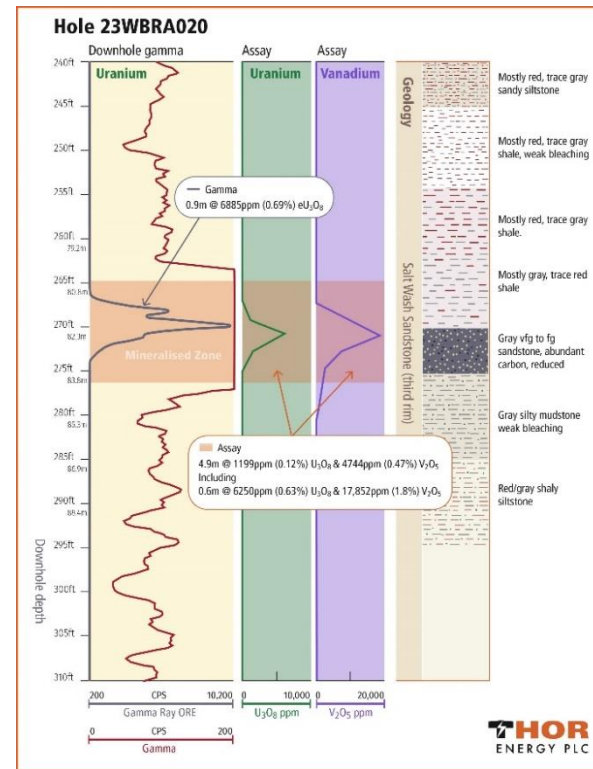 Hole 23WBRA020
Downhole gamma
Assay
Assay
Uranium
Uranium
Vanadium
Geology
Salt Wash Sandstone (third rim)
240ft
245ft
250ft
255ft
260ft
79.2m
265ft
80.8m
270ft
82.3m
275ft
83.8m
280ft
85.3m
285ft
86.9m
290ft
88.4m
295ft
300ft
305ft
310ft
Downhole depth
Gamma
0.9m @ 6885ppm (0.69%) eU₃O₈
Mineralised Zone
Assay
4.9m @ 1199ppm (0.12%) U₃O₈ & 4744ppm (0.47%) V₂O₅
Including
0.6m @ 6250ppm (0.63%) U₃O₈ & 17,852ppm (1.8%) V₂O₅
Mostly red, trace gray
sandy siltstone
Mostly red, trace gray
shale, weak bleaching
Mostly red, trace gray
shale.
Mostly gray, trace red
shale
Gray vfg to fg
sandstone, abundant
carbon, reduced
Gray silty mudstone
weak bleaching
Red/gray shaly
siltstone
200 CPS 10,200
Gamma Ray ORE
0 CPS 200
Gamma
0 10,000
U₃O₈ ppm
0 20,000
V₂O₅ ppm
THOR
ENERGY PLC